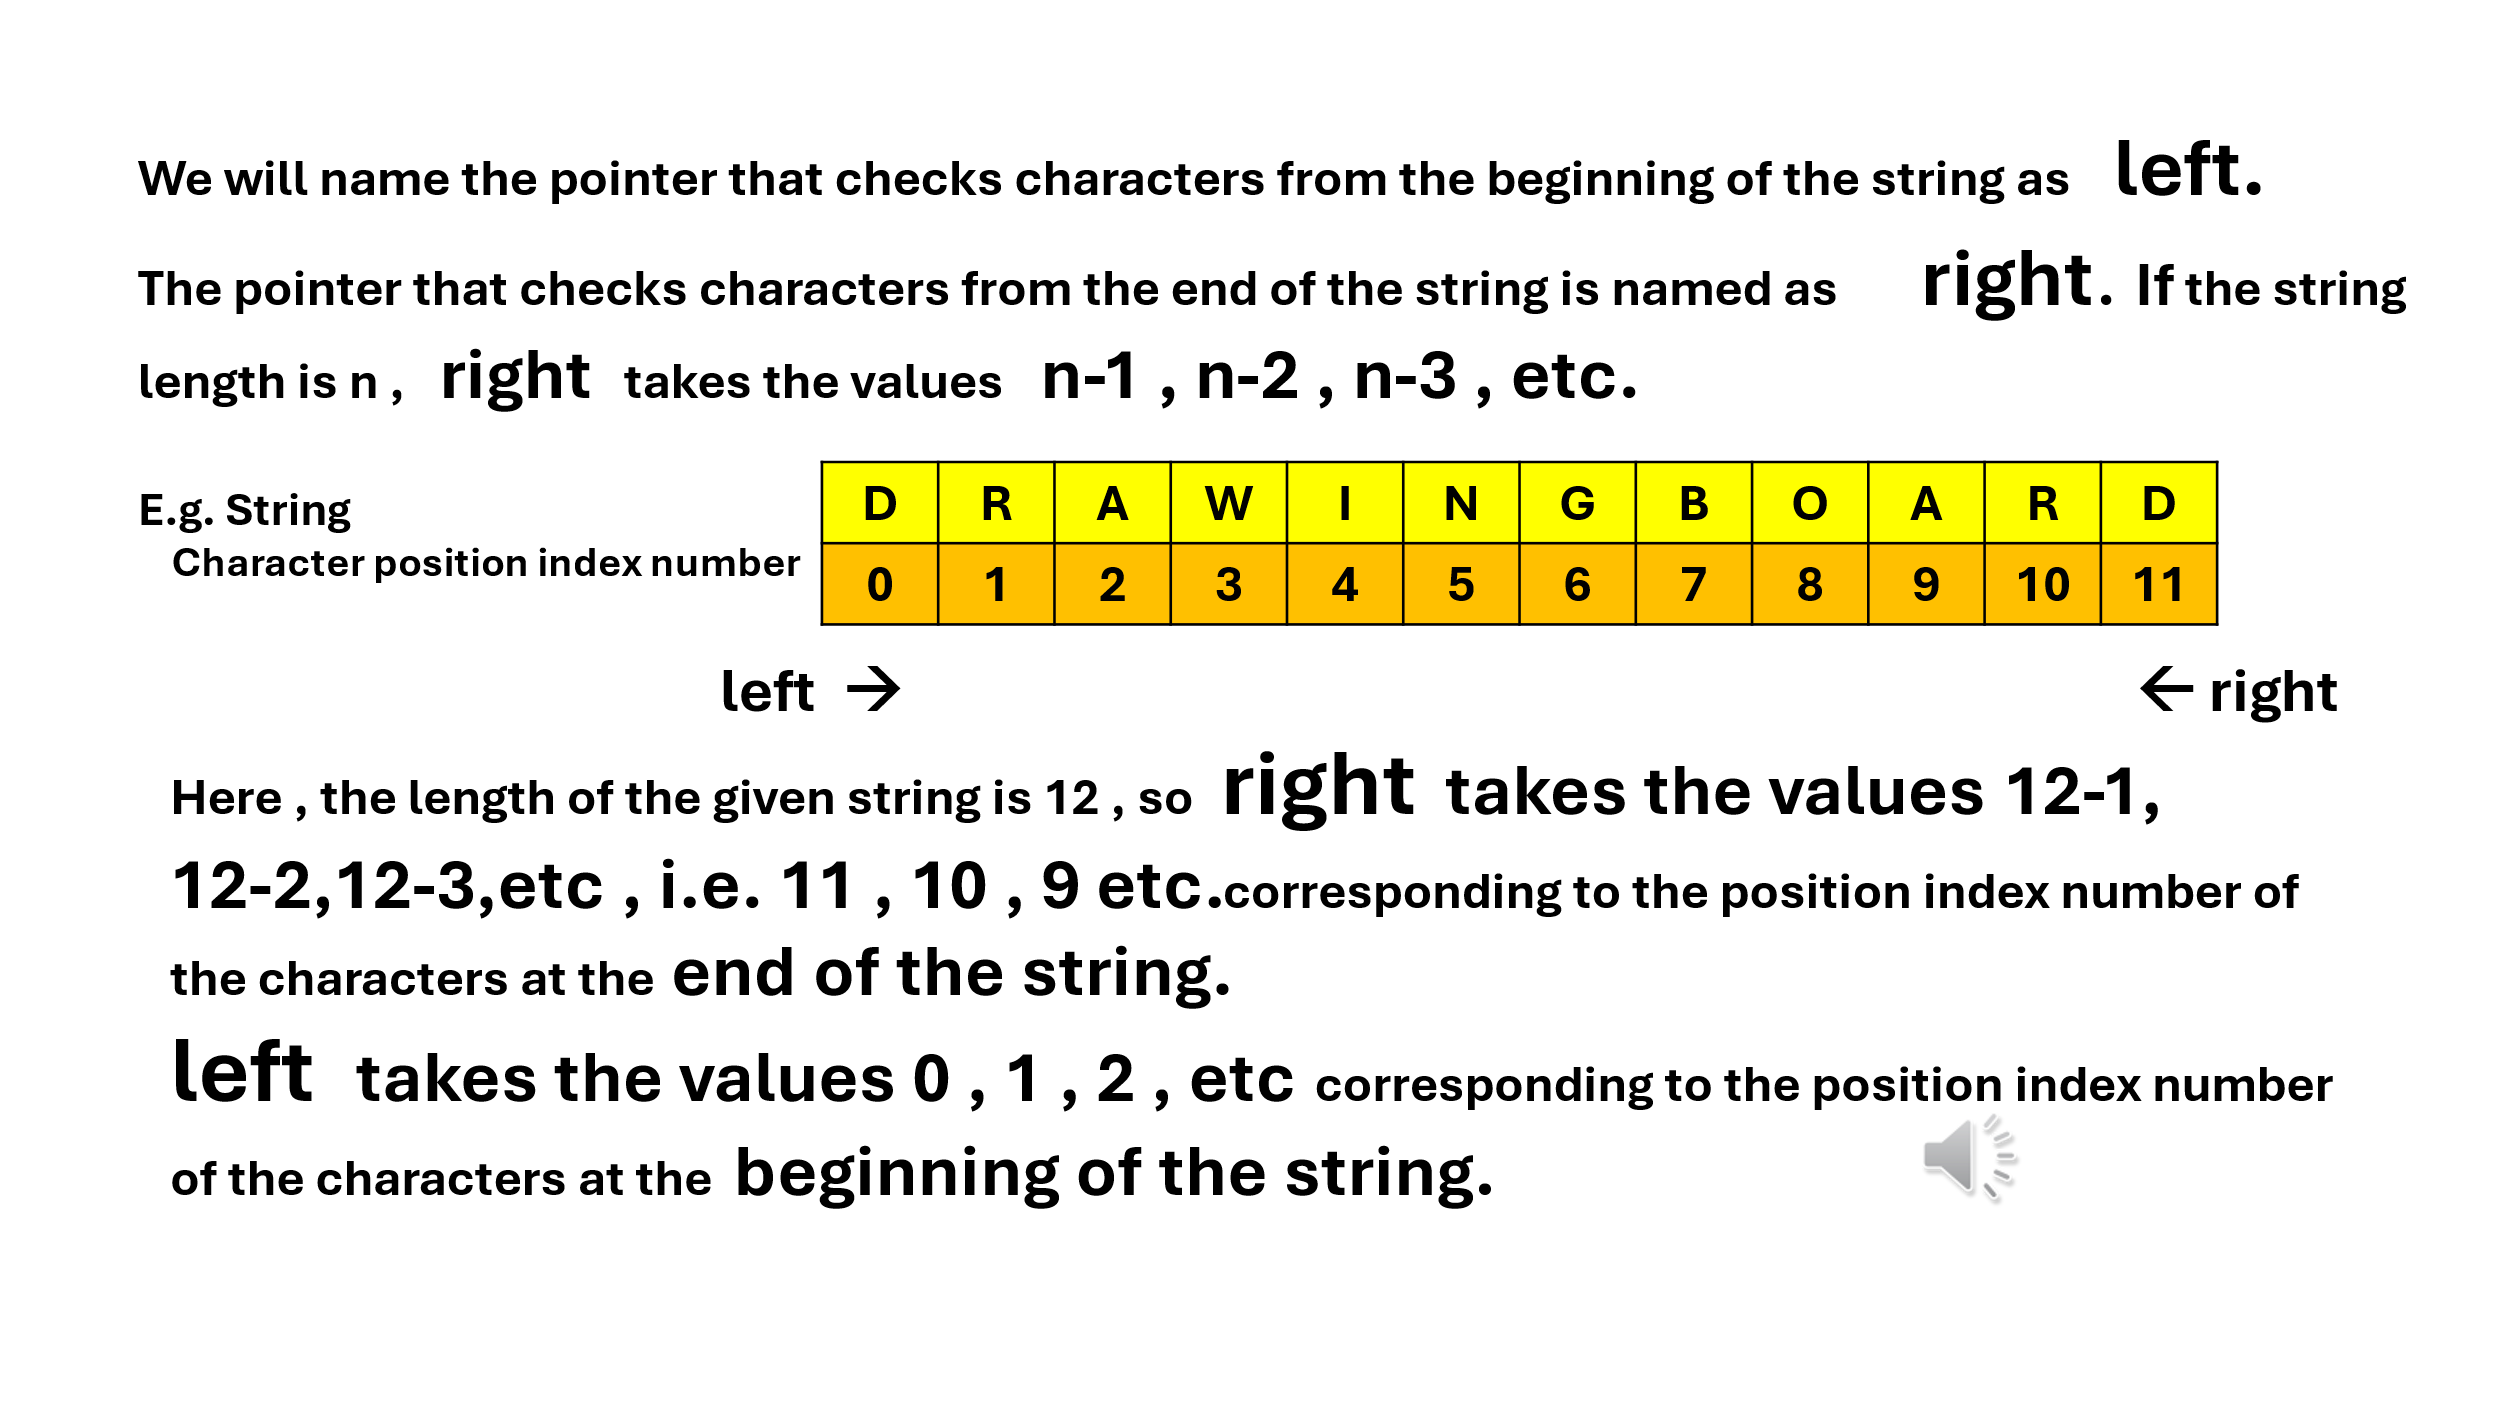 We will name the pointer that checks characters from the beginning of the string as left.
The pointer that checks characters from the end of the string is named as right. If the string
length is n , right takes the values n-1 , n-2 , n-3 , etc.
E.g. String D R A W I N G B O A R D
Character position index number 0 1 2 3 4 5 6 7 8 9 10 11
left → ← right
Here , the length of the given string is 12 , so right takes the values 12-1,
12-2,12-3,etc , i.e. 11 , 10 , 9 etc.corresponding to the position index number of
the characters at the end of the string.
left takes the values 0 , 1 , 2 , etc corresponding to the position index number
of the characters at the beginning of the string.